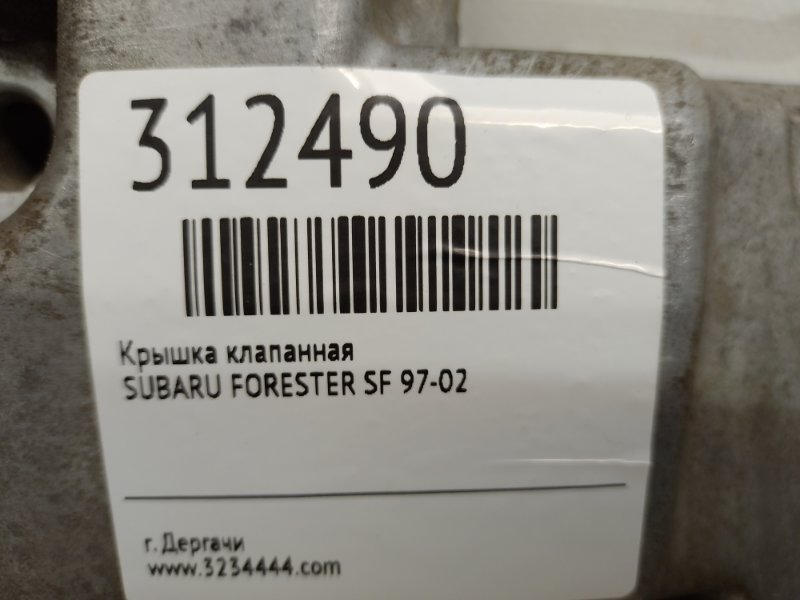 312490
Крышка клапанная
SUBARU FORESTER SF 97-02
г. Дергачи
www.3234444.com